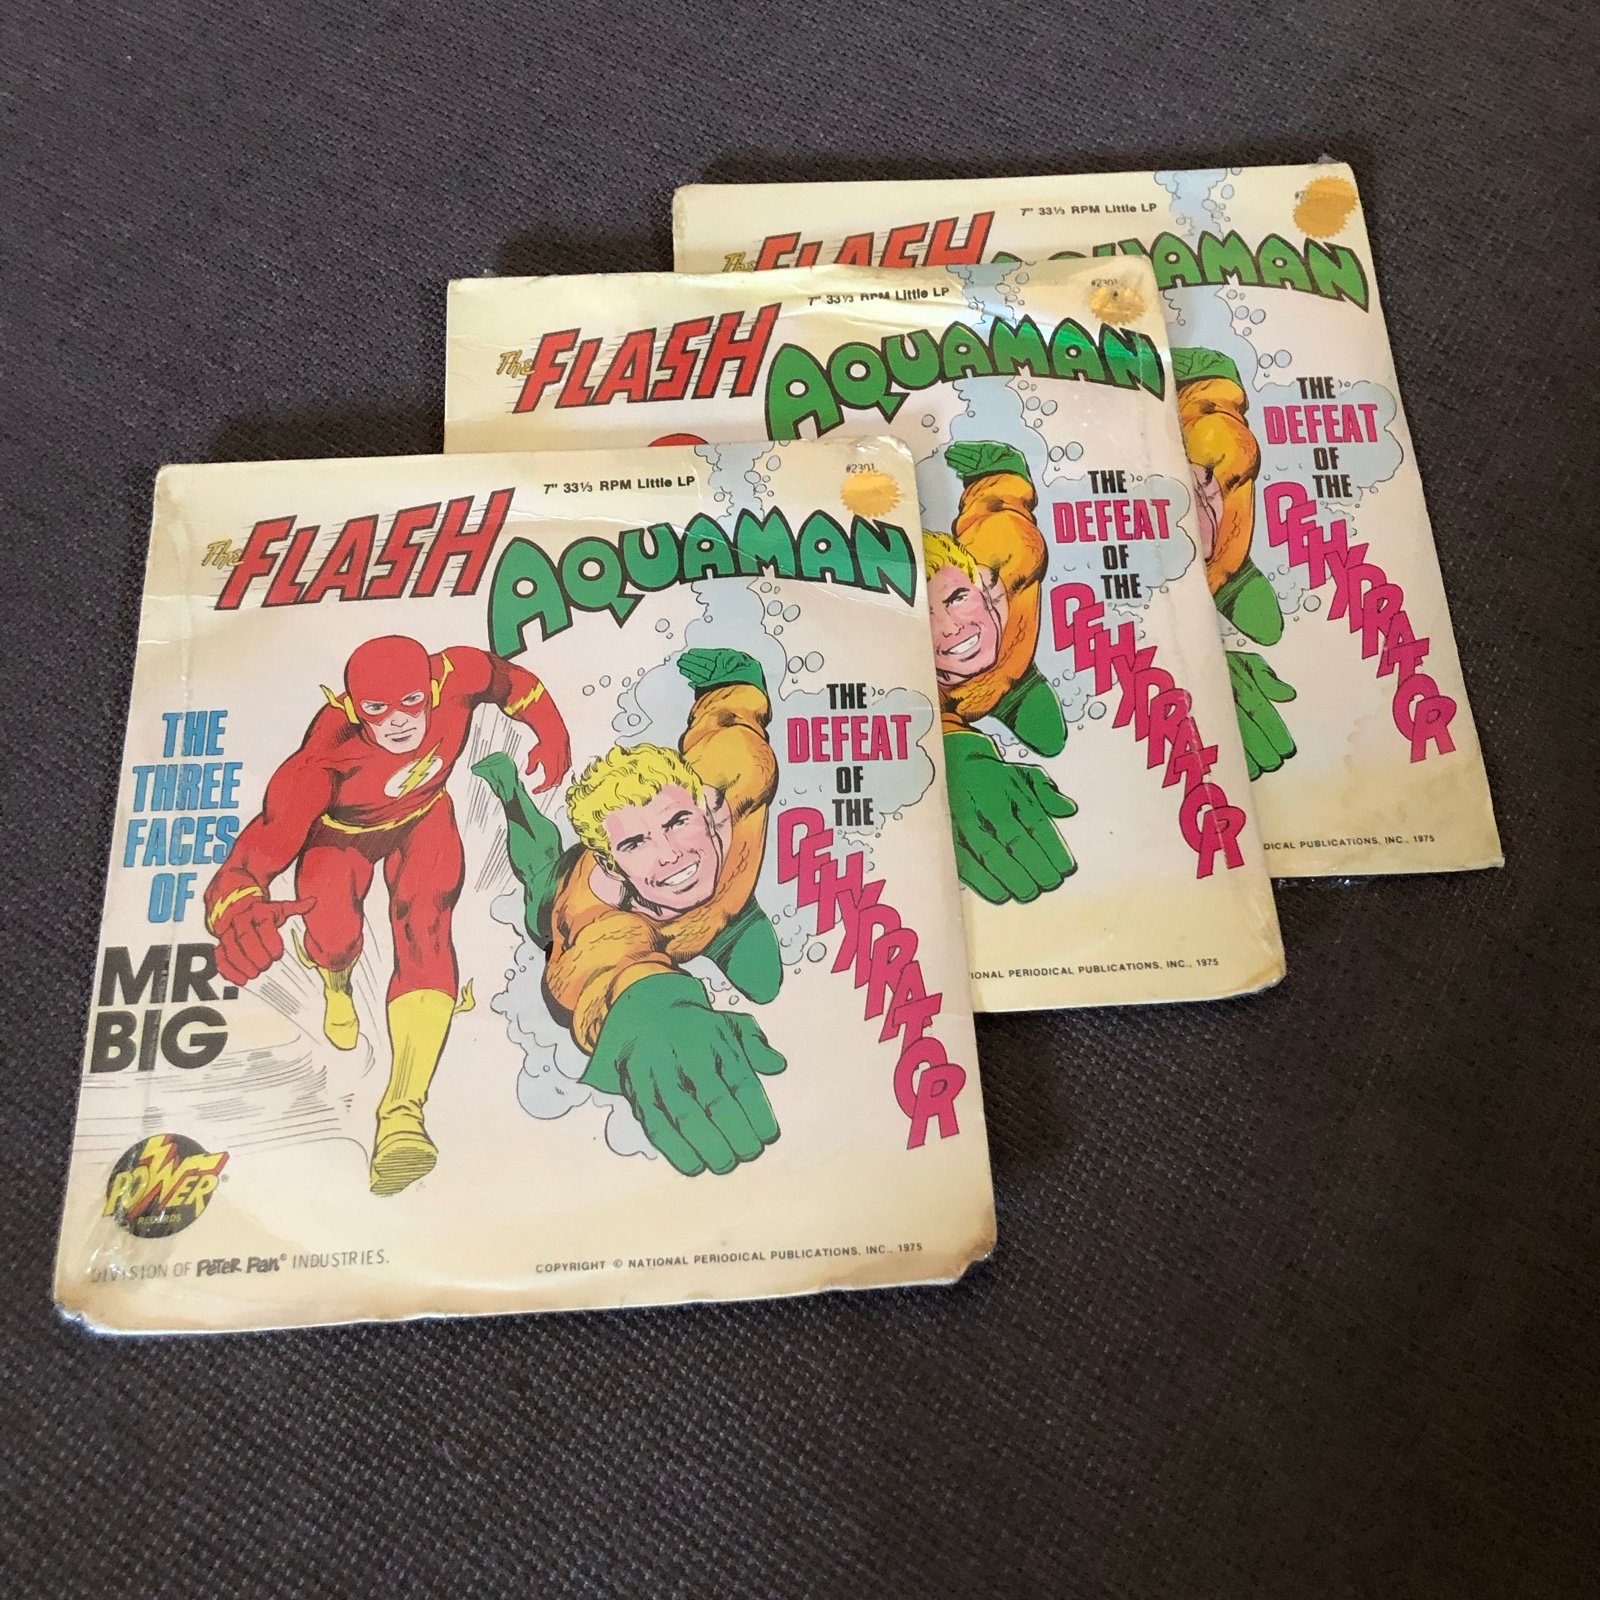 7" 33⅓ RPM Little LP
#2301
The FLASH AQUAMAN
THE
THREE
FACES
OF
MR.
BIG
THE
DEFEAT
OF
THE
DEHYDRATOR
POWER®
RECORDS
DIVISION OF Peter Pan® INDUSTRIES.
COPYRIGHT © NATIONAL PERIODICAL PUBLICATIONS, INC., 1975
7" 33⅓ RPM Little LP
#2301
The FLASH AQUAMAN
THE
DEFEAT
OF
THE
DEHYDRATOR
PERIODICAL PUBLICATIONS, INC., 1975
7" 33⅓ RPM Little LP
The FLASH AQUAMAN
THE
DEFEAT
OF
THE
DEHYDRATOR
PUBLICATIONS, INC., 1975